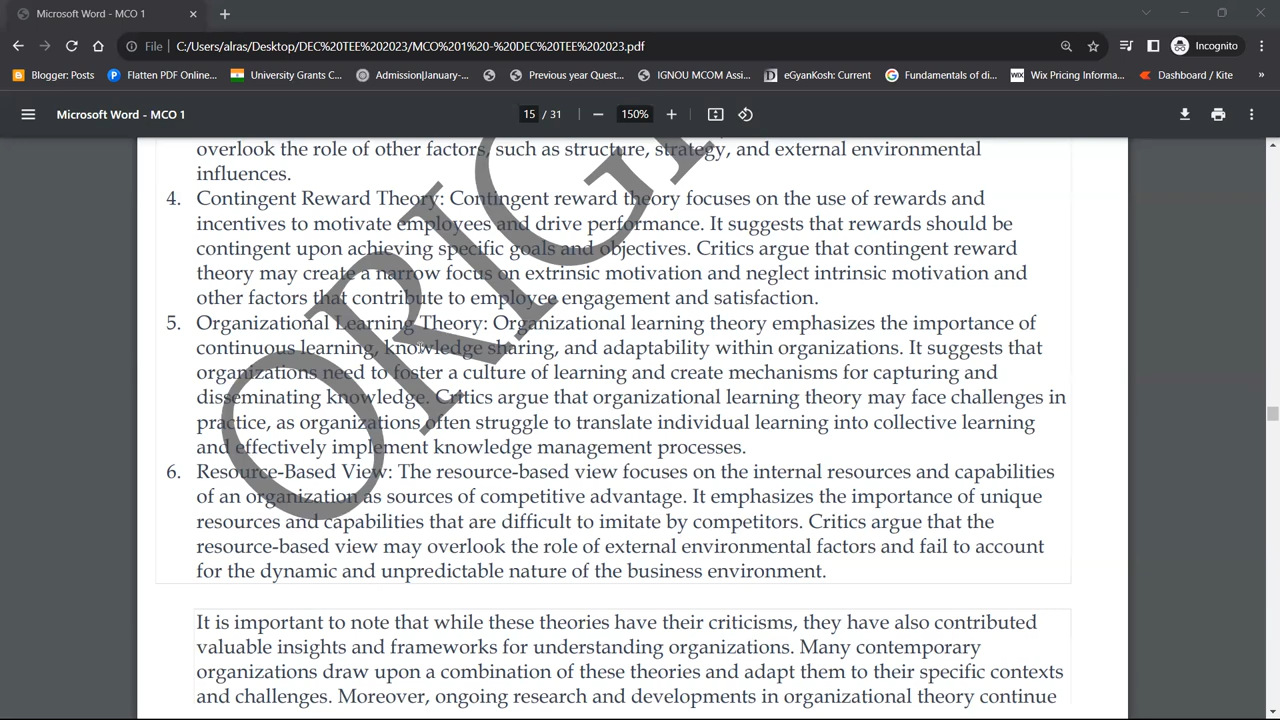 Microsoft Word - MCO 1
File
C:/Users/alras/Desktop/DEC%20TEE%202023/MCO%201%20-%20DEC%20TEE%202023.pdf
Incognito
Blogger: Posts
Flatten PDF Online...
University Grants C...
Admission|January-...
Previous year Quest...
IGNOU MCOM Assi...
eGyanKosh: Current
Fundamentals of di...
WIX
Wix Pricing Informa...
Dashboard / Kite
»
Microsoft Word - MCO 1
15 / 31
150%
ORIG
overlook the role of other factors, such as structure, strategy, and external environmental
influences.
4. Contingent Reward Theory: Contingent reward theory focuses on the use of rewards and
incentives to motivate employees and drive performance. It suggests that rewards should be
contingent upon achieving specific goals and objectives. Critics argue that contingent reward
theory may create a narrow focus on extrinsic motivation and neglect intrinsic motivation and
other factors that contribute to employee engagement and satisfaction.
5. Organizational Learning Theory: Organizational learning theory emphasizes the importance of
continuous learning, knowledge sharing, and adaptability within organizations. It suggests that
organizations need to foster a culture of learning and create mechanisms for capturing and
disseminating knowledge. Critics argue that organizational learning theory may face challenges in
practice, as organizations often struggle to translate individual learning into collective learning
and effectively implement knowledge management processes.
6. Resource-Based View: The resource-based view focuses on the internal resources and capabilities
of an organization as sources of competitive advantage. It emphasizes the importance of unique
resources and capabilities that are difficult to imitate by competitors. Critics argue that the
resource-based view may overlook the role of external environmental factors and fail to account
for the dynamic and unpredictable nature of the business environment.
It is important to note that while these theories have their criticisms, they have also contributed
valuable insights and frameworks for understanding organizations. Many contemporary
organizations draw upon a combination of these theories and adapt them to their specific contexts
and challenges. Moreover, ongoing research and developments in organizational theory continue